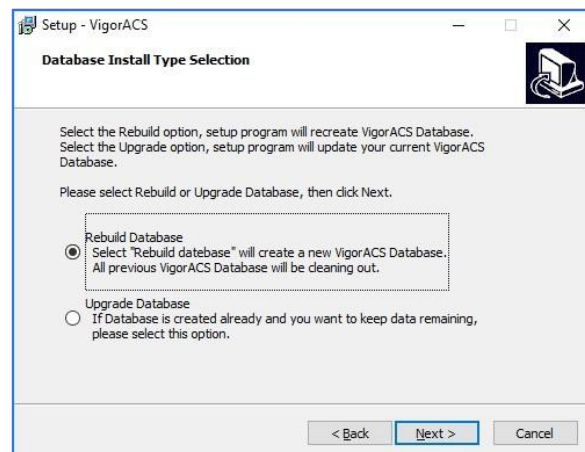 Setup - VigorACS
Database Install Type Selection
Select the Rebuild option, setup program will recreate VigorACS Database.
Select the Upgrade option, setup program will update your current VigorACS
Database.
Please select Rebuild or Upgrade Database, then click Next.
Rebuild Database
Select "Rebuild datebase" will create a new VigorACS Database.
All previous VigorACS Database will be cleaning out.
Upgrade Database
If Database is created already and you want to keep data remaining,
please select this option.
< Back
Next >
Cancel